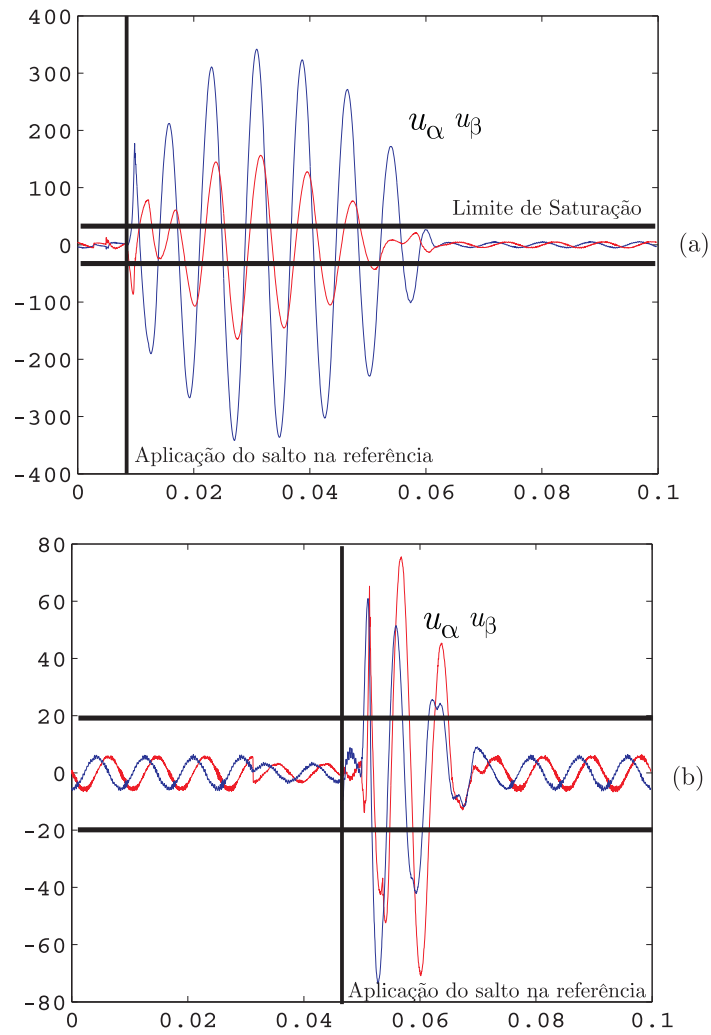 400
300
200
100
0
-100
-200
-300
-400
0 0.02 0.04 0.06 0.08 0.1
uα uβ
Limite de Saturação
Aplicação do salto na referência
(a)
80
60
40
20
0
-20
-40
-60
-80
0 0.02 0.04 0.06 0.08 0.1
uα uβ
Aplicação do salto na referência
(b)